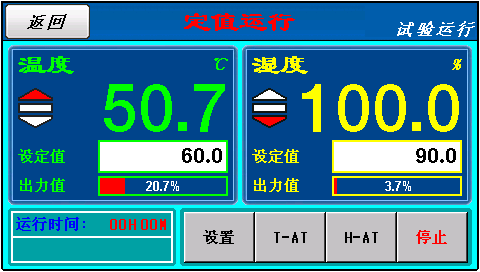 返回 定值运行 试验运行
温度 ℃ 湿度 %
50.7 100.0
设定值 60.0 设定值 90.0
出力值 20.7% 出力值 3.7%
运行时间: 00H 00M
设置 T-AT H-AT 停止